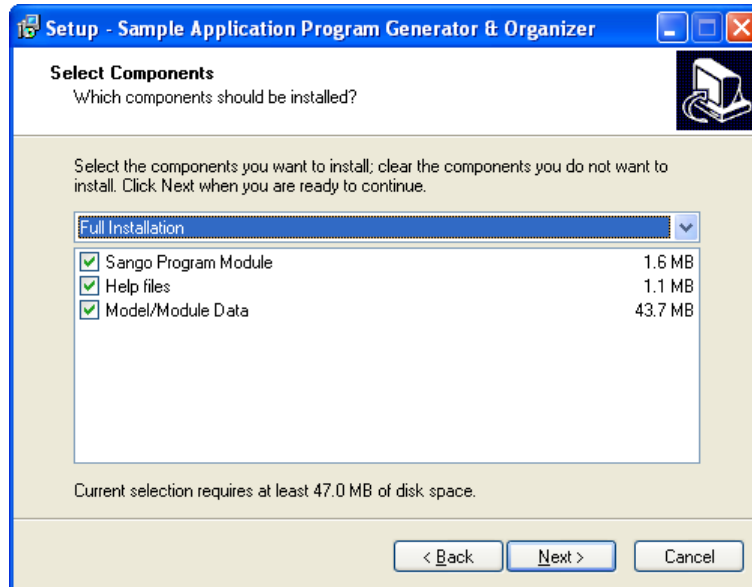 Setup - Sample Application Program Generator & Organizer
Select Components
Which components should be installed?
Select the components you want to install; clear the components you do not want to
install. Click Next when you are ready to continue.
Full Installation
Sango Program Module 1.6 MB
Help files 1.1 MB
Model/Module Data 43.7 MB
Current selection requires at least 47.0 MB of disk space.
< Back Next > Cancel